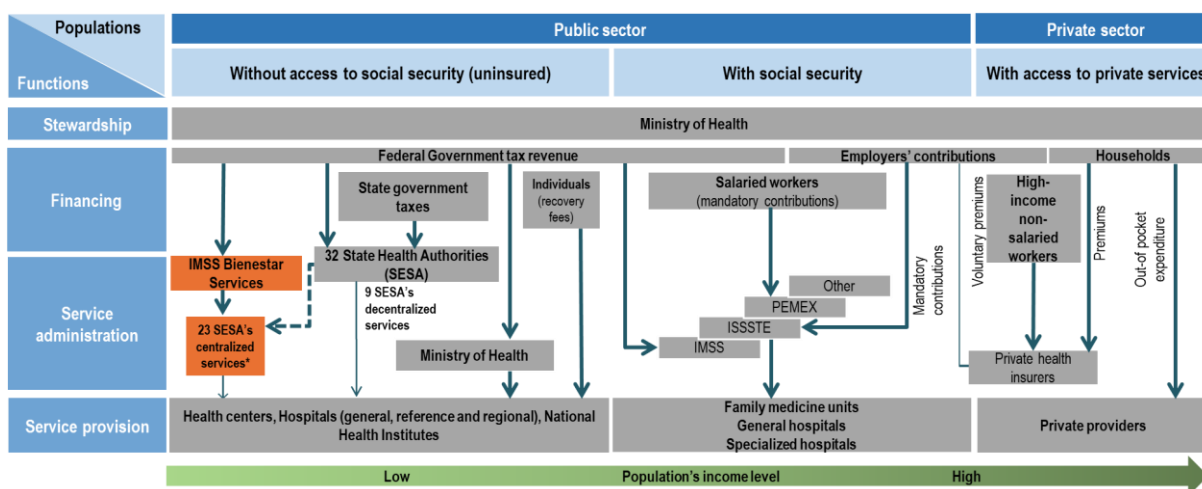 Populations
Functions
Public sector
Private sector
Without access to social security (uninsured)
With social security
With access to private services
Stewardship
Ministry of Health
Financing
Federal Government tax revenue
Employers' contributions
Households
State government
taxes
Individuals
(recovery
fees)
Salaried workers
(mandatory contributions)
High-
income
non-
salaried
workers
Mandatory
contributions
Voluntary premiums
Premiums
Out-of pocket
expenditure
Service
administration
IMSS Bienestar
Services
32 State Health Authorities
(SESA)
9 SESA's
decentralized
services
23 SESA's
centralized
services*
Ministry of Health
Other
PEMEX
ISSSTE
IMSS
Private health
insurers
Service provision
Health centers, Hospitals (general, reference and regional), National
Health Institutes
Family medicine units
General hospitals
Specialized hospitals
Private providers
Low
Population's income level
High